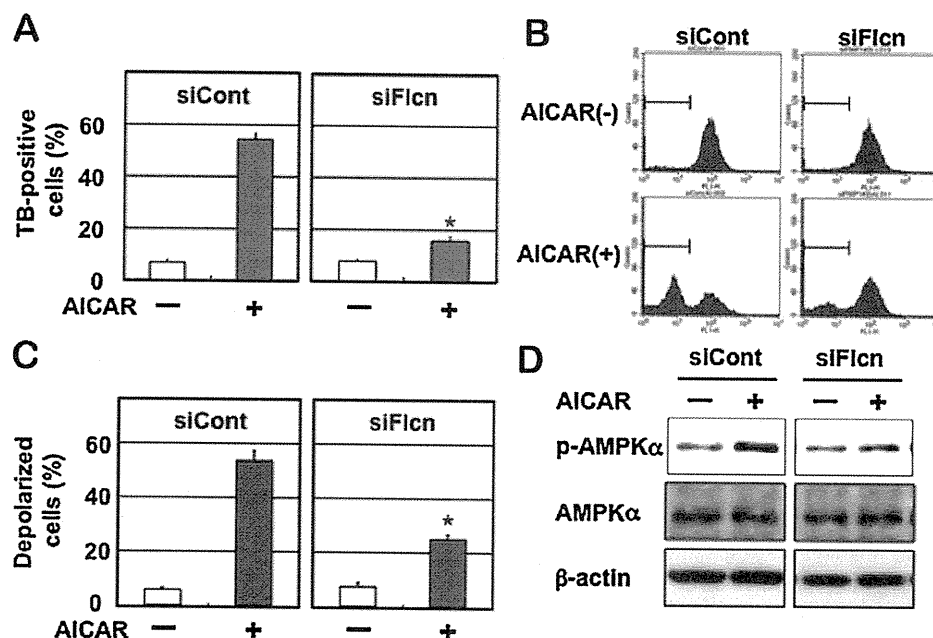 A
siCont
siFlcn
TB-positive
cells (%)
60
40
20
0
AICAR
—
+
—
+
B
siCont
siFlcn
AICAR(-)
AICAR(+)
C
siCont
siFlcn
Depolarized
cells (%)
60
40
20
0
AICAR
—
+
—
+
D
siCont
siFlcn
AICAR
—
+
—
+
p-AMPKα
AMPKα
β-actin